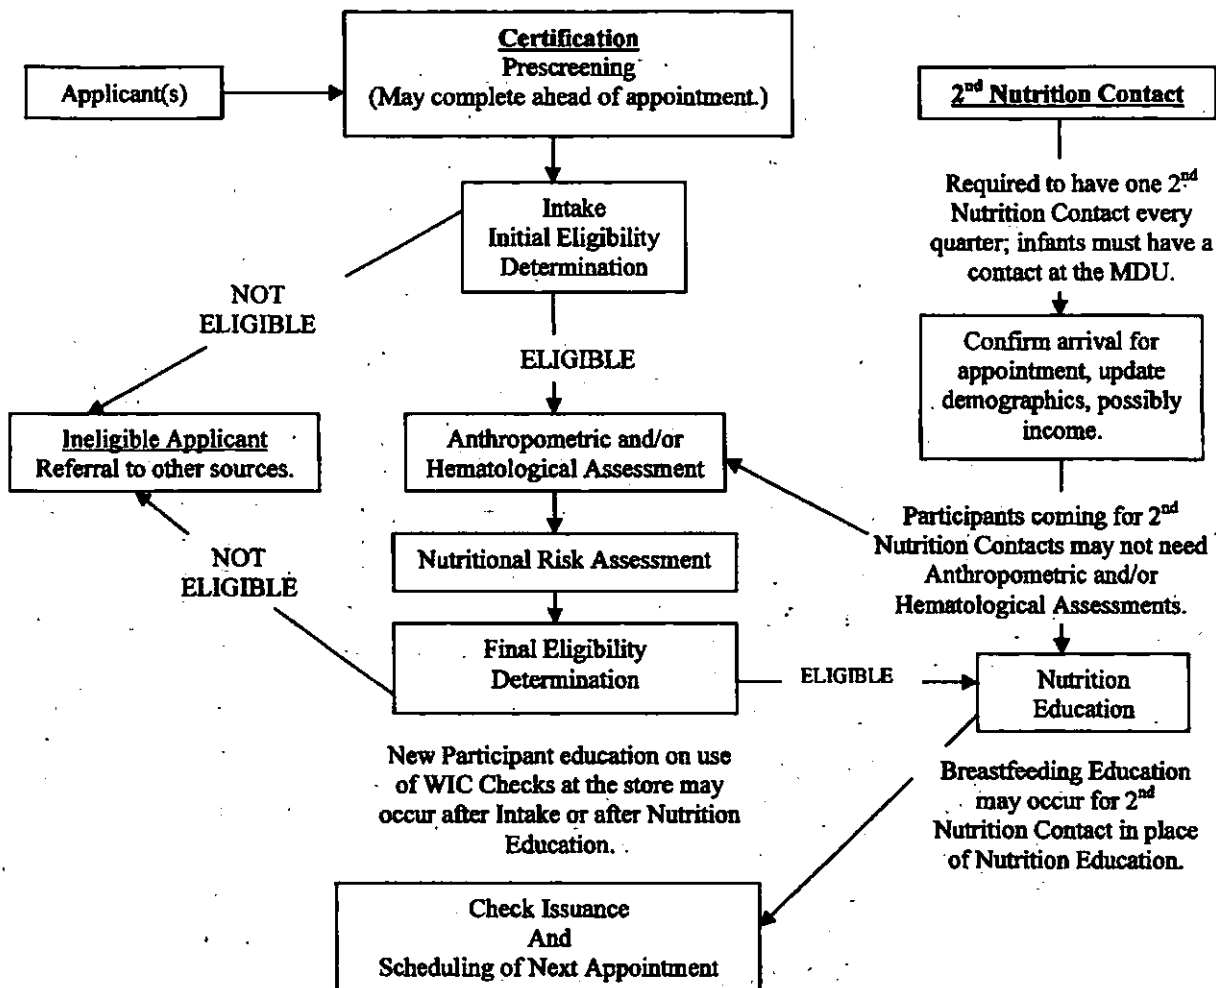 Applicant(s)
Certification
Prescreening
(May complete ahead of appointment.)
2nd Nutrition Contact
Intake
Initial Eligibility
Determination
Required to have one 2nd
Nutrition Contact every
quarter; infants must have a
contact at the MDU.
NOT
ELIGIBLE
ELIGIBLE
Confirm arrival for
appointment, update
demographics, possibly
income.
Ineligible Applicant
Referral to other sources.
Anthropometric and/or
Hematological Assessment
Participants coming for 2nd
Nutrition Contacts may not need
Anthropometric and/or
Hematological Assessments.
Nutritional Risk Assessment
NOT
ELIGIBLE
Final Eligibility
Determination
ELIGIBLE
Nutrition
Education
New Participant education on use
of WIC Checks at the store may
occur after Intake or after Nutrition
Education.
Breastfeeding Education
may occur for 2nd
Nutrition Contact in place
of Nutrition Education.
Check Issuance
And
Scheduling of Next Appointment